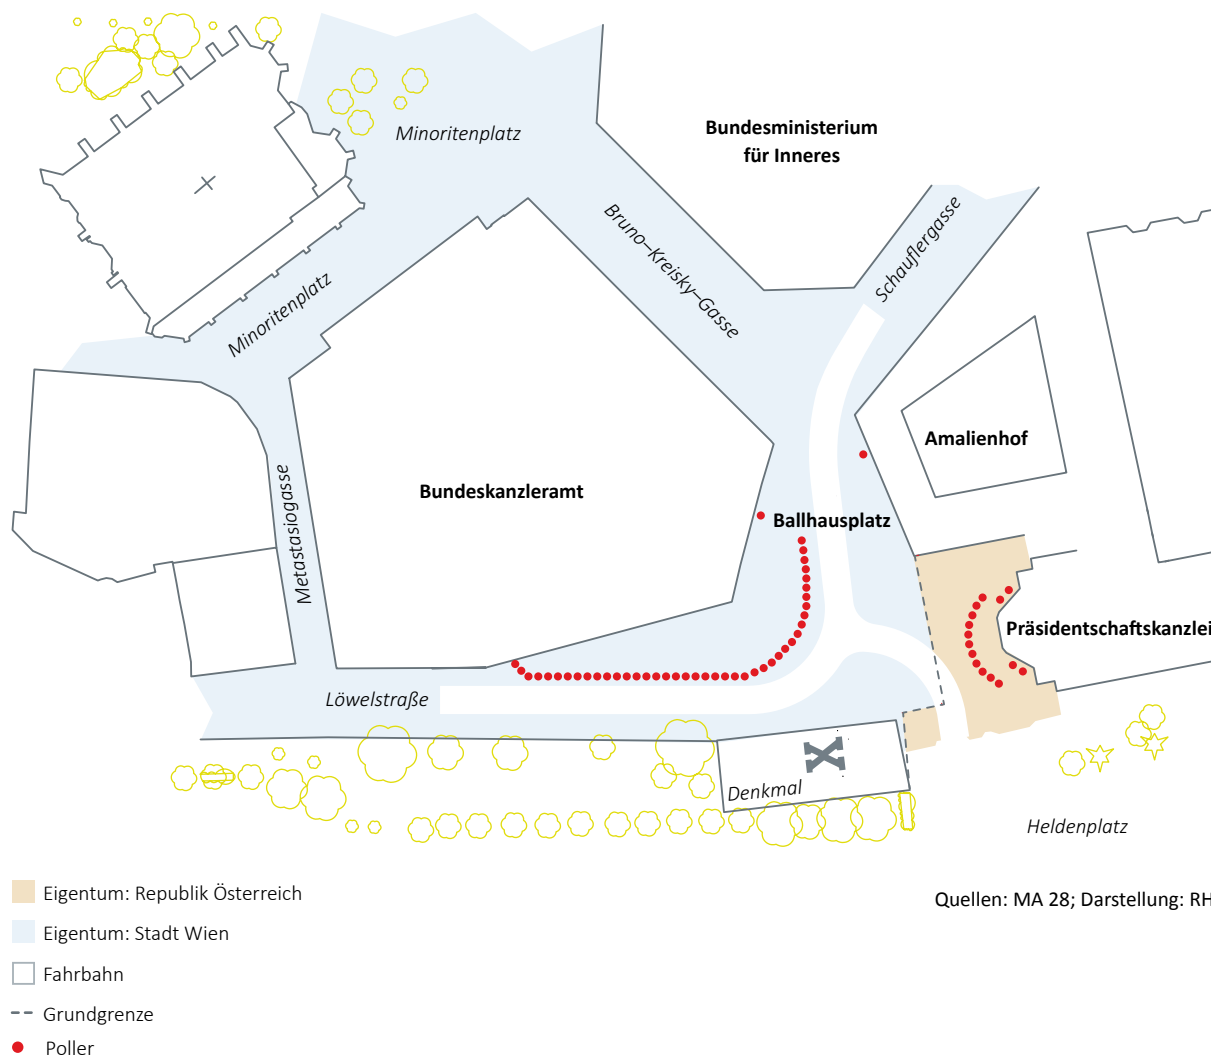 Minoritenplatz
Bundesministerium
für Inneres
Bruno–Kreisky–Gasse
Schauflergasse
Minoritenplatz
Amalienhof
Bundeskanzleramt
Ballhausplatz
Metastasiogasse
Präsidentschaftskanzlei
Löwelstraße
Denkmal
Heldenplatz
Eigentum: Republik Österreich
Quellen: MA 28; Darstellung: RH
Eigentum: Stadt Wien
Fahrbahn
Grundgrenze
Poller